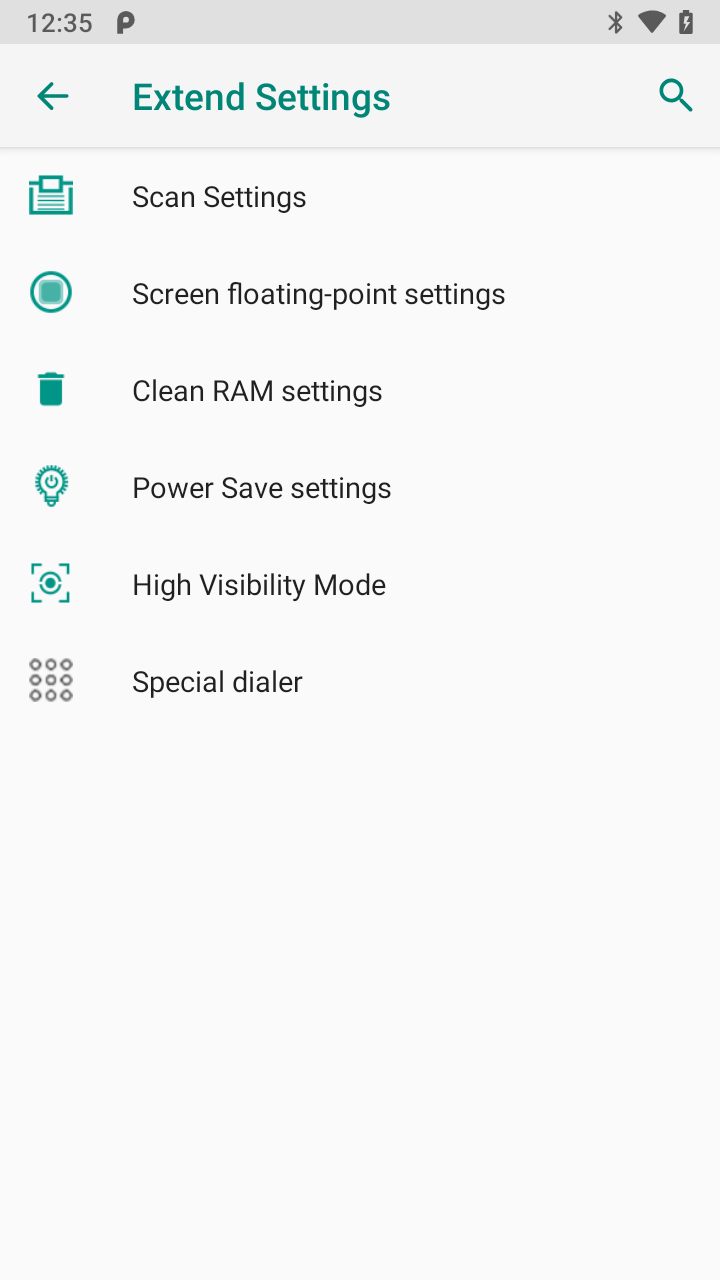 12:35
Extend Settings
Scan Settings
Screen floating-point settings
Clean RAM settings
Power Save settings
High Visibility Mode
Special dialer